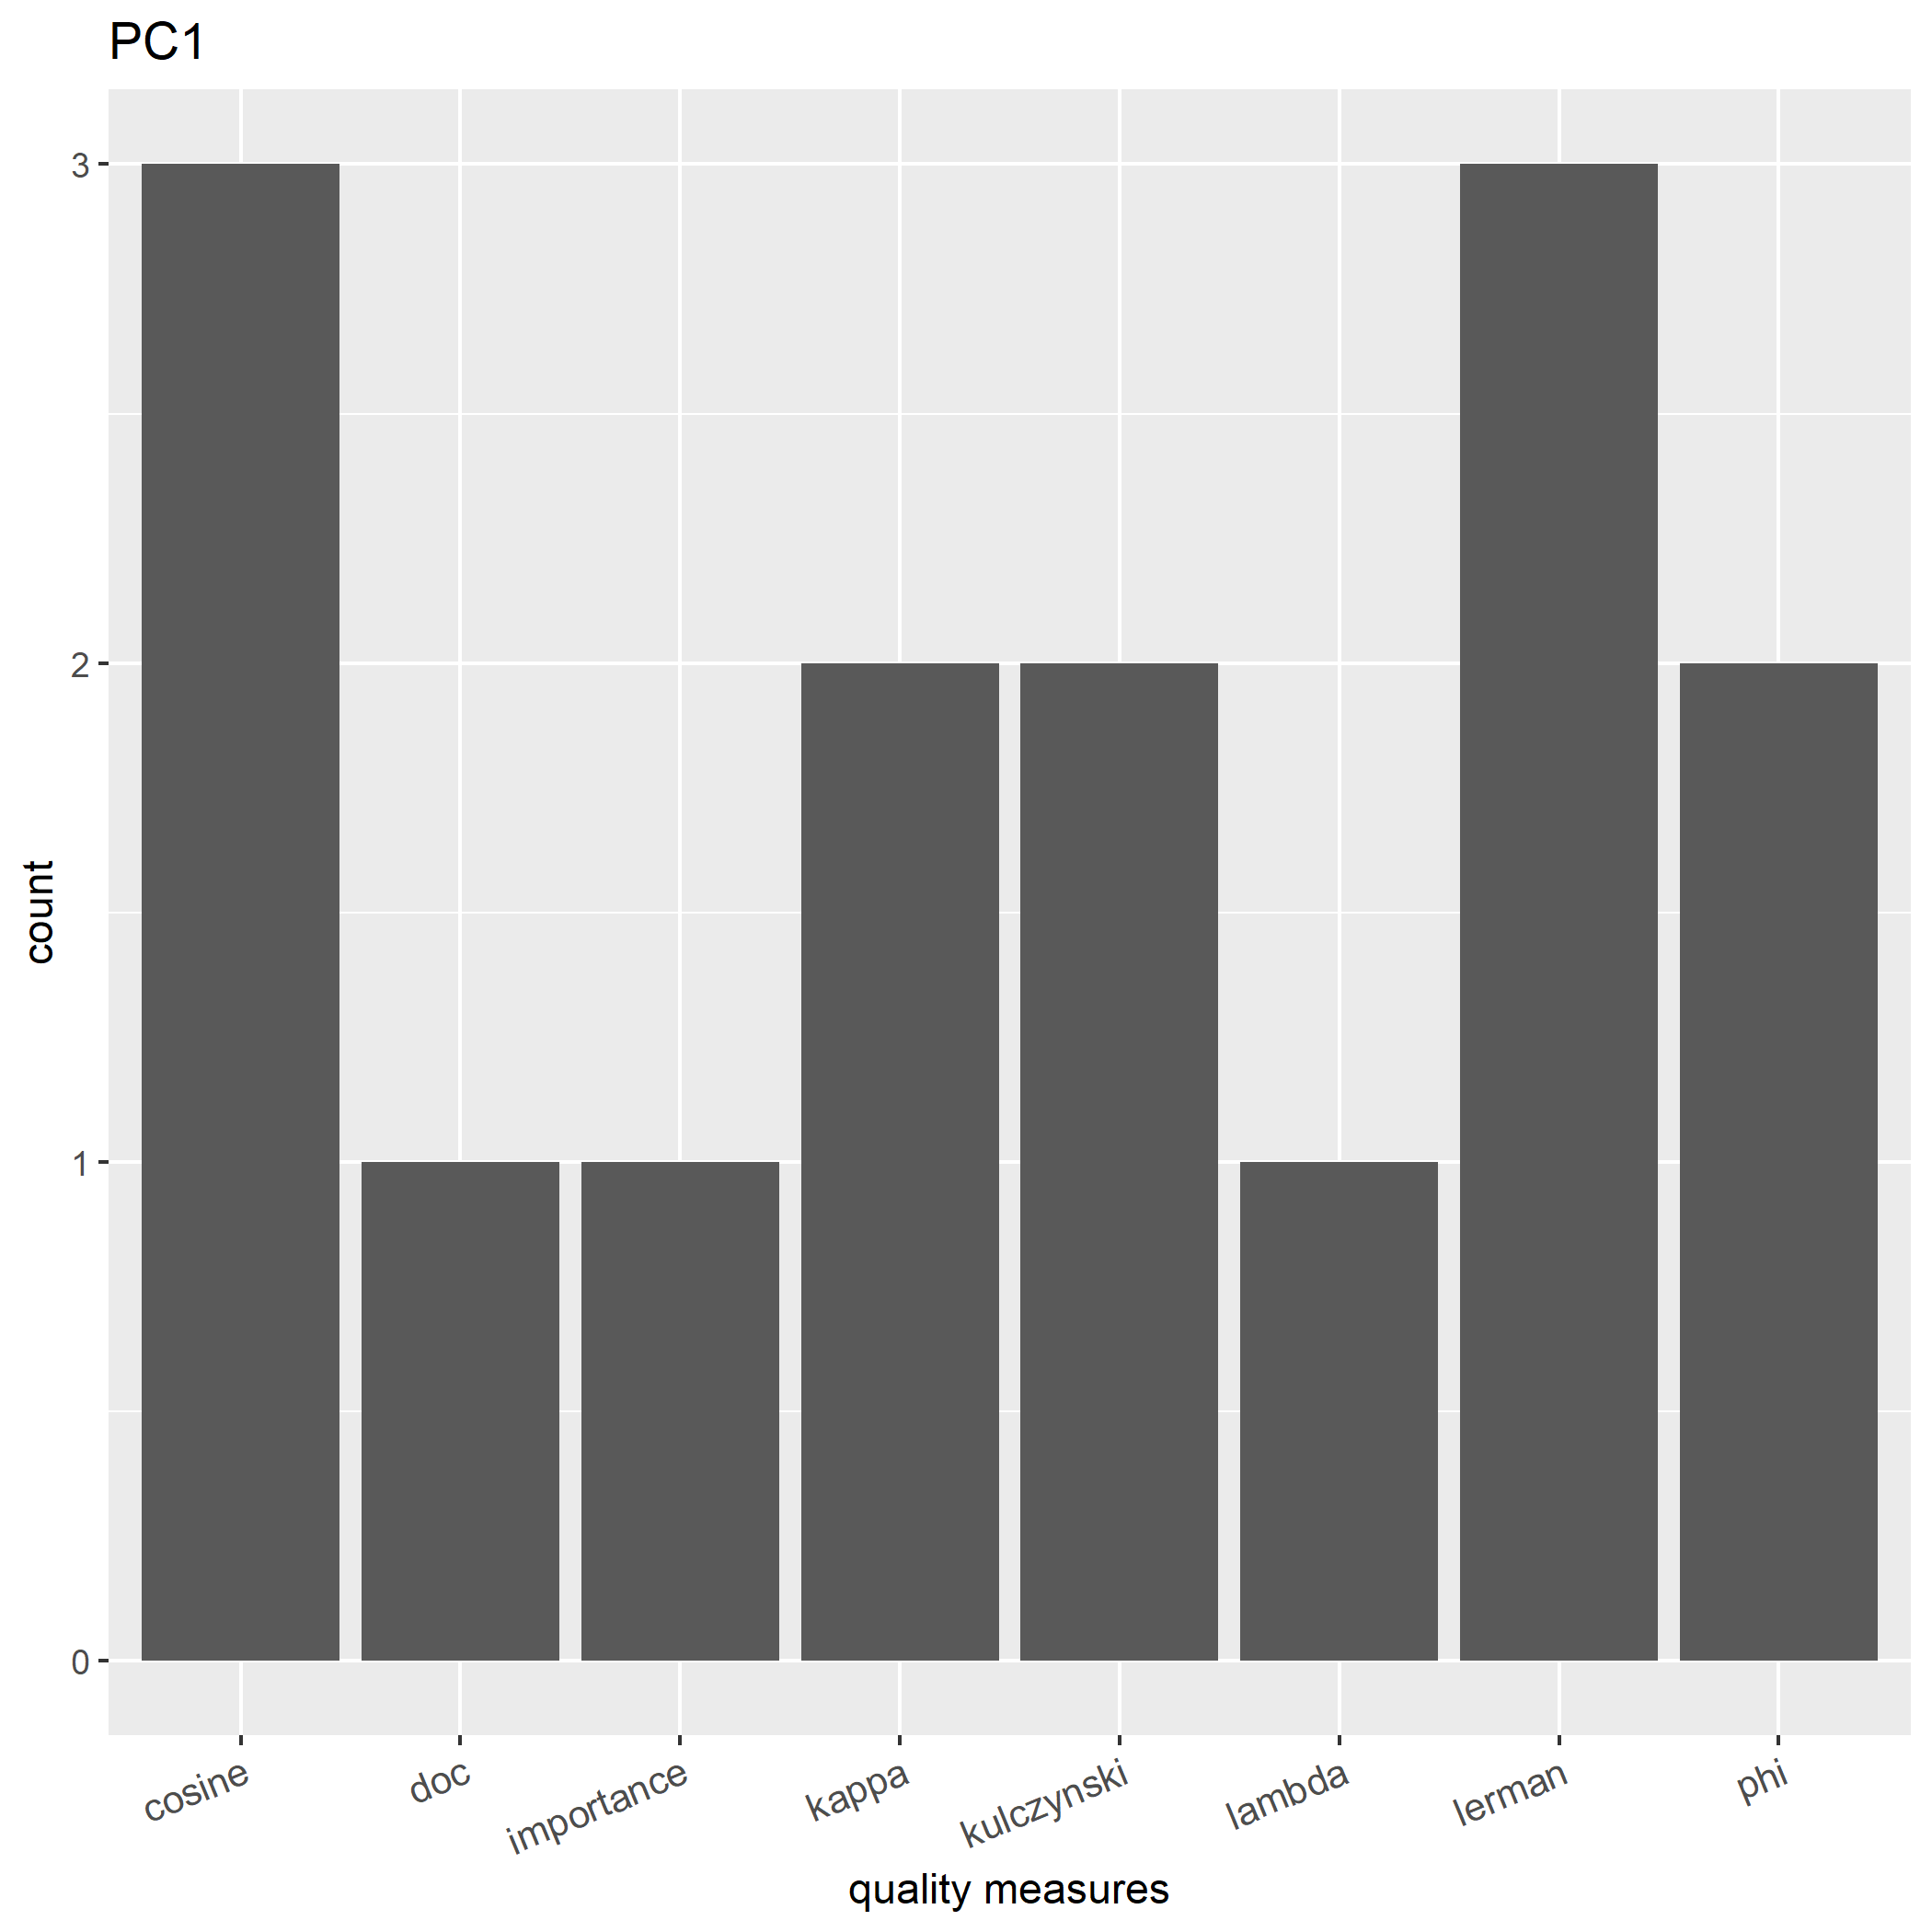 PC1
3
2
1
0
count
cosine
doc
importance
kappa
kulczynski
lambda
lerman
phi
quality measures